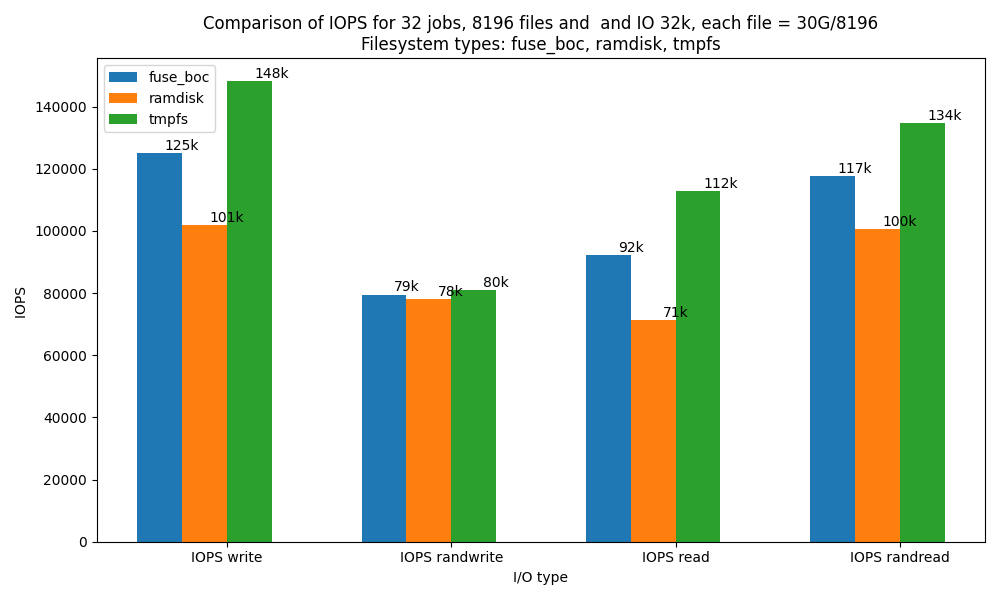 Comparison of IOPS for 32 jobs, 8196 files and  and IO 32k, each file = 30G/8196
Filesystem types: fuse_boc, ramdisk, tmpfs
fuse_boc
ramdisk
tmpfs
IOPS
140000
120000
100000
80000
60000
40000
20000
0
125k
101k
148k
79k
78k
80k
92k
71k
112k
117k
100k
134k
IOPS write
IOPS randwrite
IOPS read
IOPS randread
I/O type